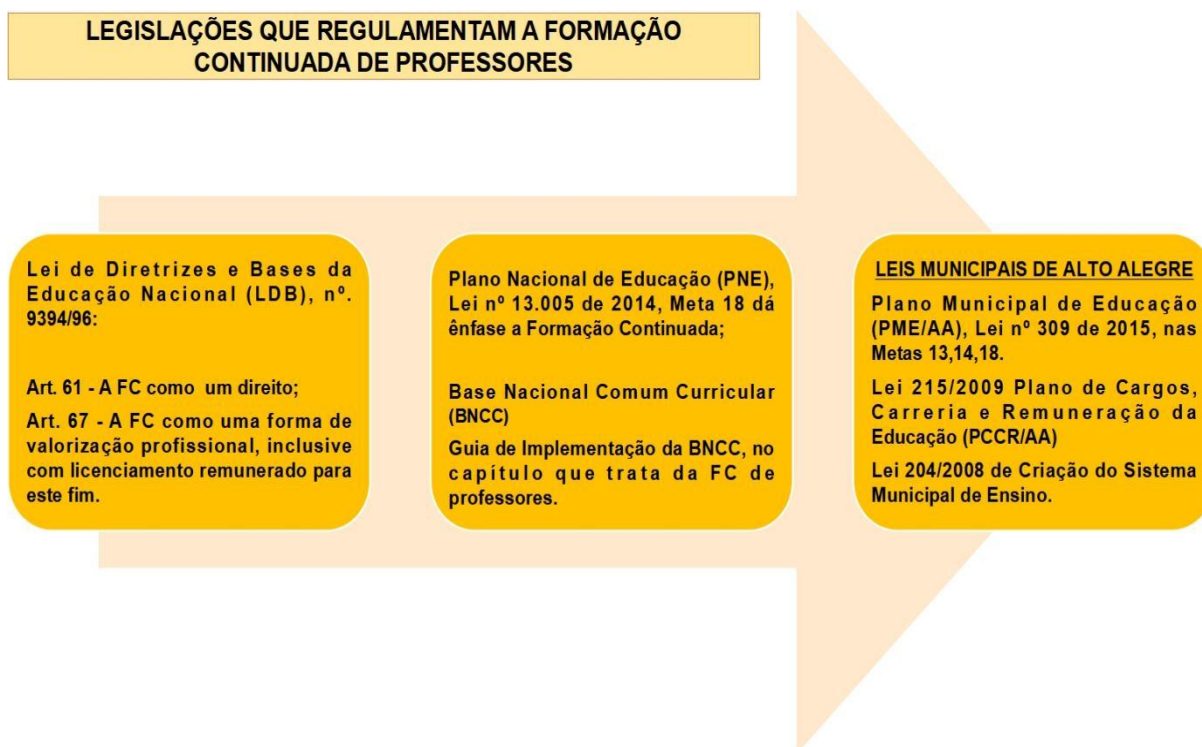 LEGISLAÇÕES QUE REGULAMENTAM A FORMAÇÃO
CONTINUADA DE PROFESSORES
Lei de Diretrizes e Bases da
Educação Nacional (LDB), nº.
9394/96:
Art. 61 - A FC como um direito;
Art. 67 - A FC como uma forma de
valorização profissional, inclusive
com licenciamento remunerado para
este fim.
Plano Nacional de Educação (PNE),
Lei nº 13.005 de 2014, Meta 18 dá
ênfase a Formação Continuada;
Base Nacional Comum Curricular
(BNCC)
Guia de Implementação da BNCC, no
capítulo que trata da FC de
professores.
LEIS MUNICIPAIS DE ALTO ALEGRE
Plano Municipal de Educação
(PME/AA), Lei nº 309 de 2015, nas
Metas 13,14,18.
Lei 215/2009 Plano de Cargos,
Carreria e Remuneração da
Educação (PCCR/AA)
Lei 204/2008 de Criação do Sistema
Municipal de Ensino.